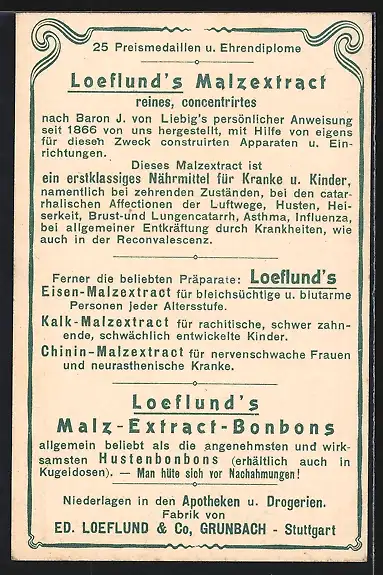 25 Preismedaillen u. Ehrendiplome
Loeflund's Malzextract
reines, concentrirtes
nach Baron J. von Liebig's persönlicher Anweisung
seit 1866 von uns hergestellt, mit Hilfe von eigens
für diesen Zweck construirten Apparaten u. Ein-
richtungen.
Dieses Malzextract ist
ein erstklassiges Nährmittel für Kranke u. Kinder,
namentlich bei zehrenden Zuständen, bei den catar-
rhalischen Affectionen der Luftwege, Husten, Hei-
serkeit, Brust-und Lungencatarrh, Asthma, Influenza,
bei allgemeiner Entkräftung durch Krankheiten, wie
auch in der Reconvalescenz.
Ferner die beliebten Präparate: Loeflund's
Eisen-Malzextract für bleichsüchtige u. blutarme
Personen jeder Altersstufe.
Kalk-Malzextract für rachitische, schwer zahn-
ende, schwächlich entwickelte Kinder.
Chinin-Malzextract für nervenschwache Frauen
und neurasthenische Kranke.
Loeflund's
Malz-Extract-Bonbons
allgemein beliebt als die angenehmsten und wirk-
samsten Hustenbonbons (erhältlich auch in
Kugeldosen). — Man hüte sich vor Nachahmungen!
Niederlagen in den Apotheken u. Drogerien.
Fabrik von
ED. LOEFLUND & Co, GRUNBACH - Stuttgart